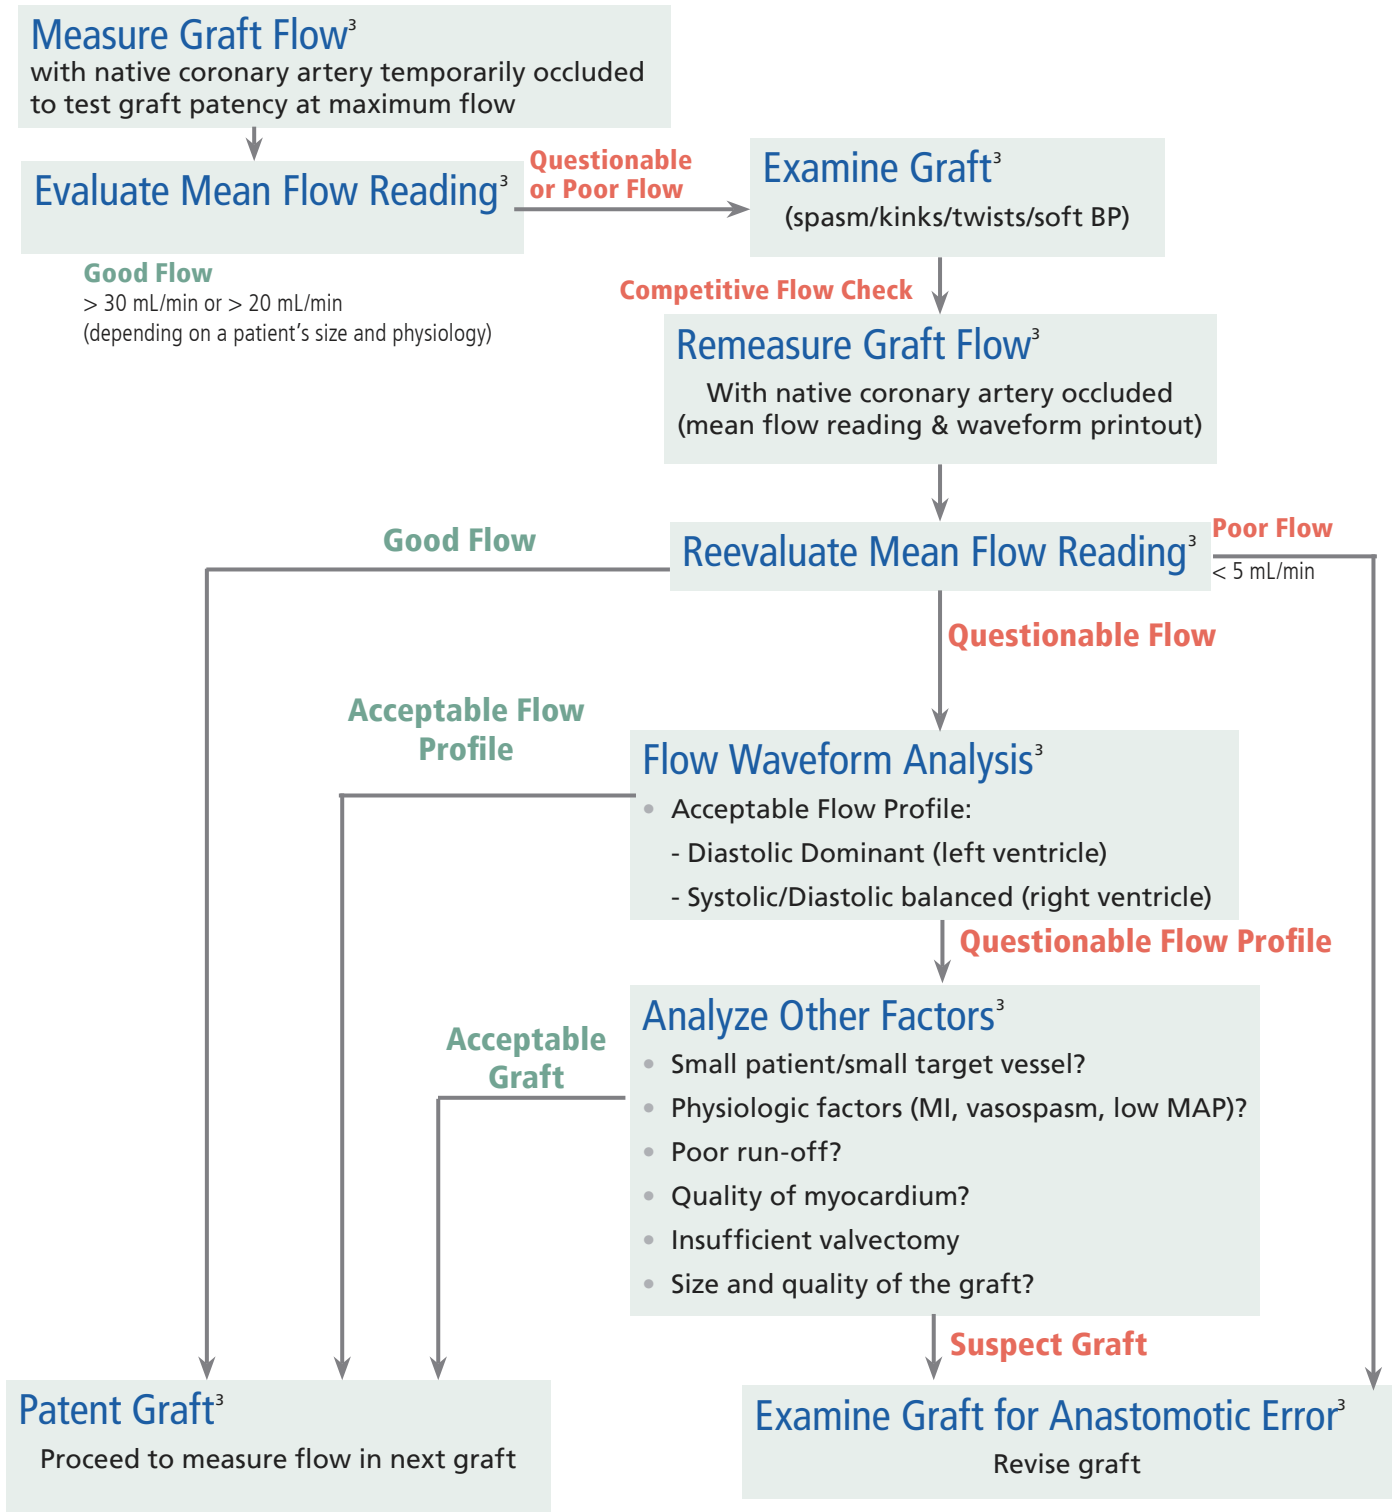 Measure Graft Flow³
with native coronary artery temporarily occluded
to test graft patency at maximum flow
Evaluate Mean Flow Reading³
Questionable
or Poor Flow
Examine Graft³
(spasm/kinks/twists/soft BP)
Good Flow
> 30 mL/min or > 20 mL/min
(depending on a patient’s size and physiology)
Competitive Flow Check
Remeasure Graft Flow³
With native coronary artery occluded
(mean flow reading & waveform printout)
Good Flow
Reevaluate Mean Flow Reading³
Poor Flow
< 5 mL/min
Questionable Flow
Acceptable Flow
Profile
Flow Waveform Analysis³
• Acceptable Flow Profile:
- Diastolic Dominant (left ventricle)
- Systolic/Diastolic balanced (right ventricle)
Questionable Flow Profile
Acceptable
Graft
Analyze Other Factors³
• Small patient/small target vessel?
• Physiologic factors (MI, vasospasm, low MAP)?
• Poor run-off?
• Quality of myocardium?
• Insufficient valvectomy
• Size and quality of the graft?
Suspect Graft
Patent Graft³
Proceed to measure flow in next graft
Examine Graft for Anastomotic Error³
Revise graft